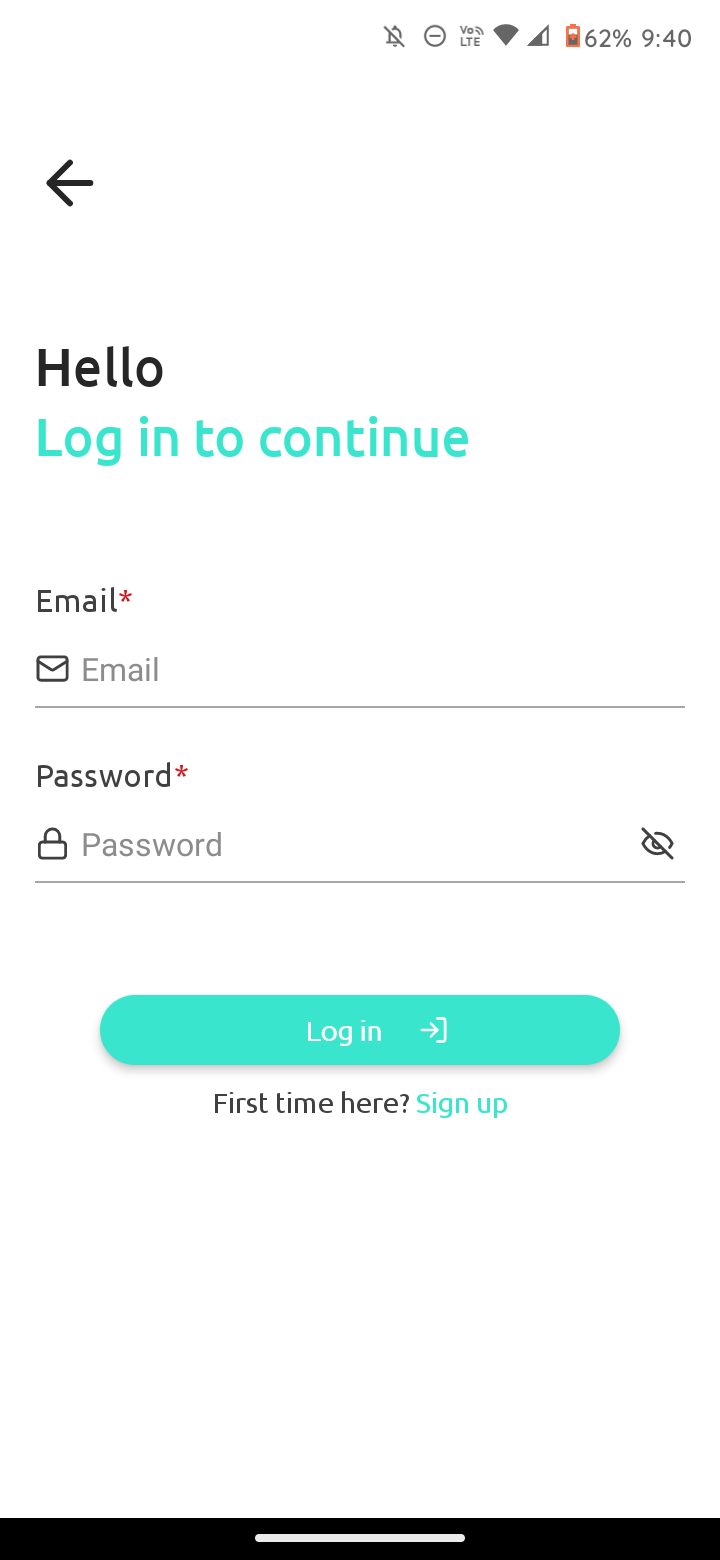 Vo LTE 62% 9:40
Hello
Log in to continue
Email*
Email
Password*
Password
Log in
First time here? Sign up